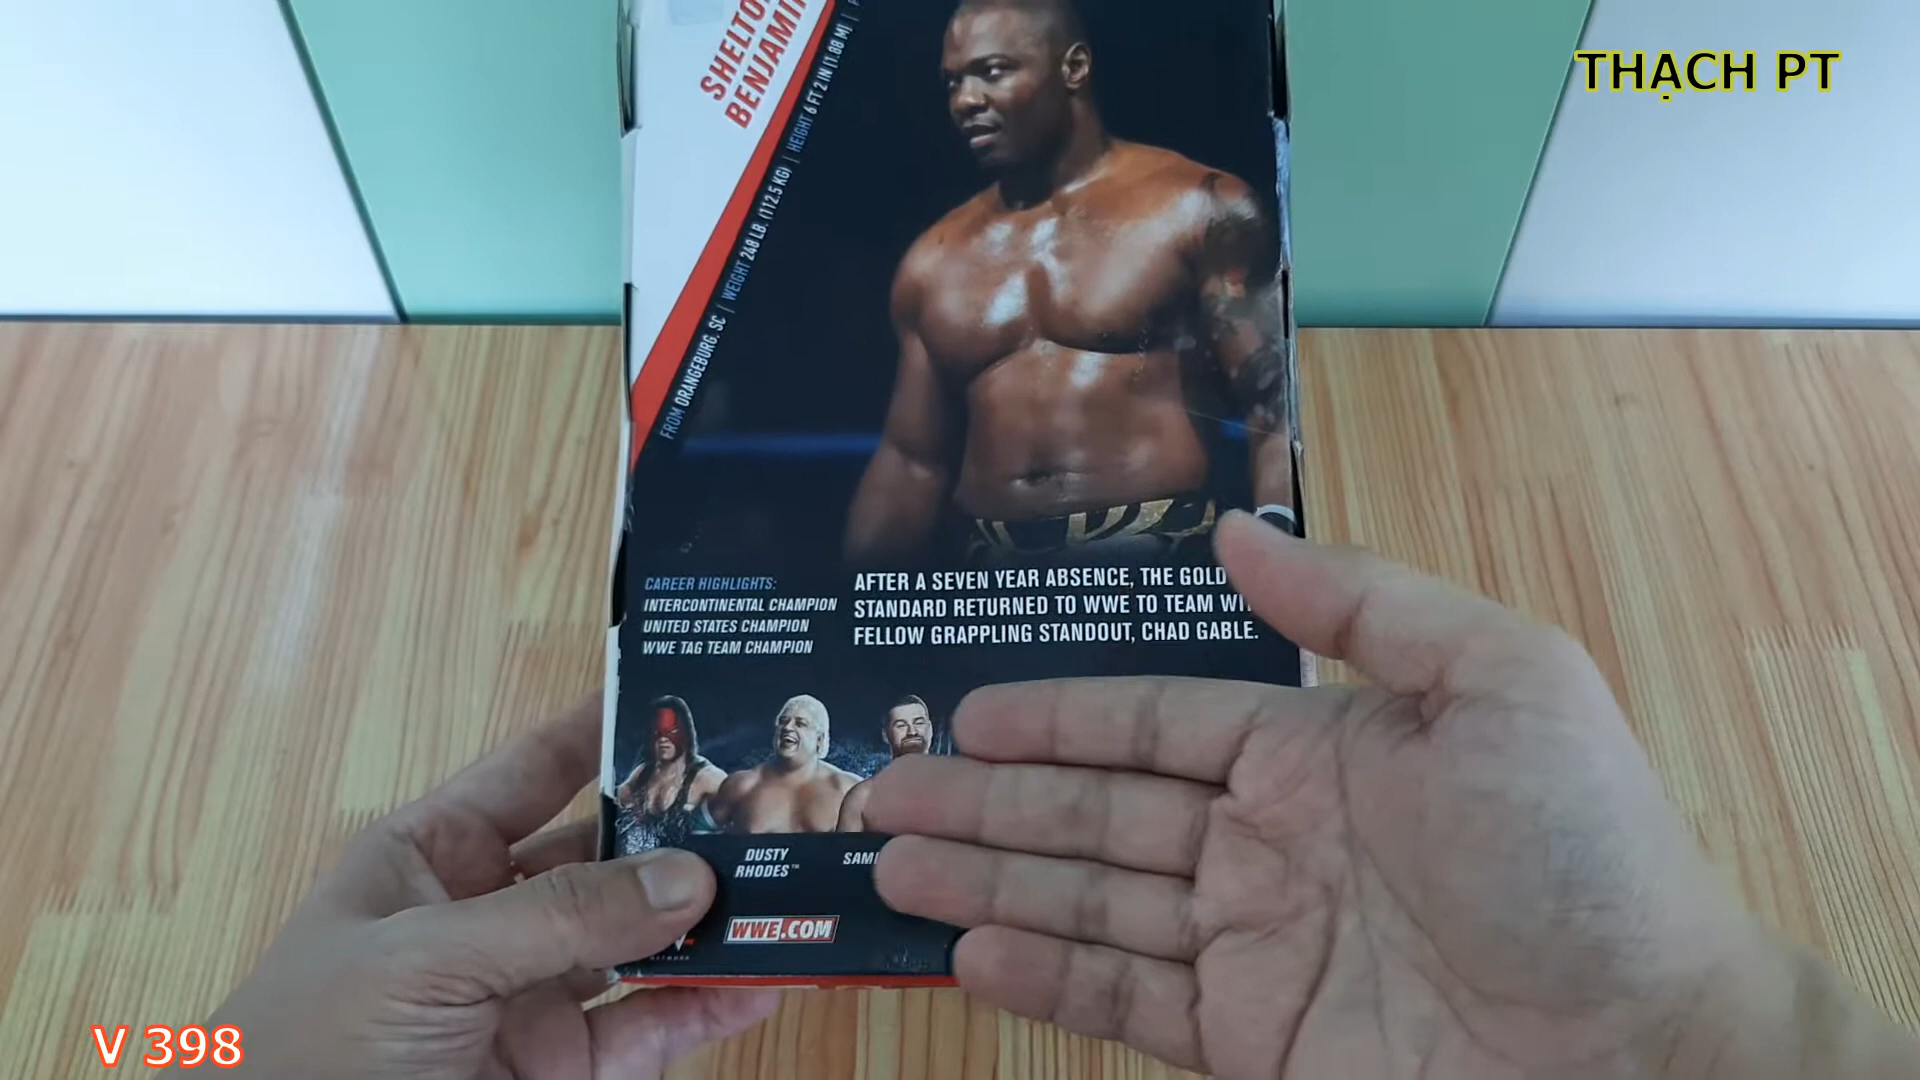 THẠCH PT
SHELTON
BENJAMIN
FROM ORANGEBURG, SC | WEIGHT 248 LB. (112.5 KG) | HEIGHT 6 FT 2 IN (1.88 M) |
CAREER HIGHLIGHTS:
INTERCONTINENTAL CHAMPION
UNITED STATES CHAMPION
WWE TAG TEAM CHAMPION
AFTER A SEVEN YEAR ABSENCE, THE GOLD
STANDARD RETURNED TO WWE TO TEAM
FELLOW GRAPPLING STANDOUT, CHAD GABLE.
DUSTY
RHODES™
SAMI
WWE.COM
NETWORK
V 398